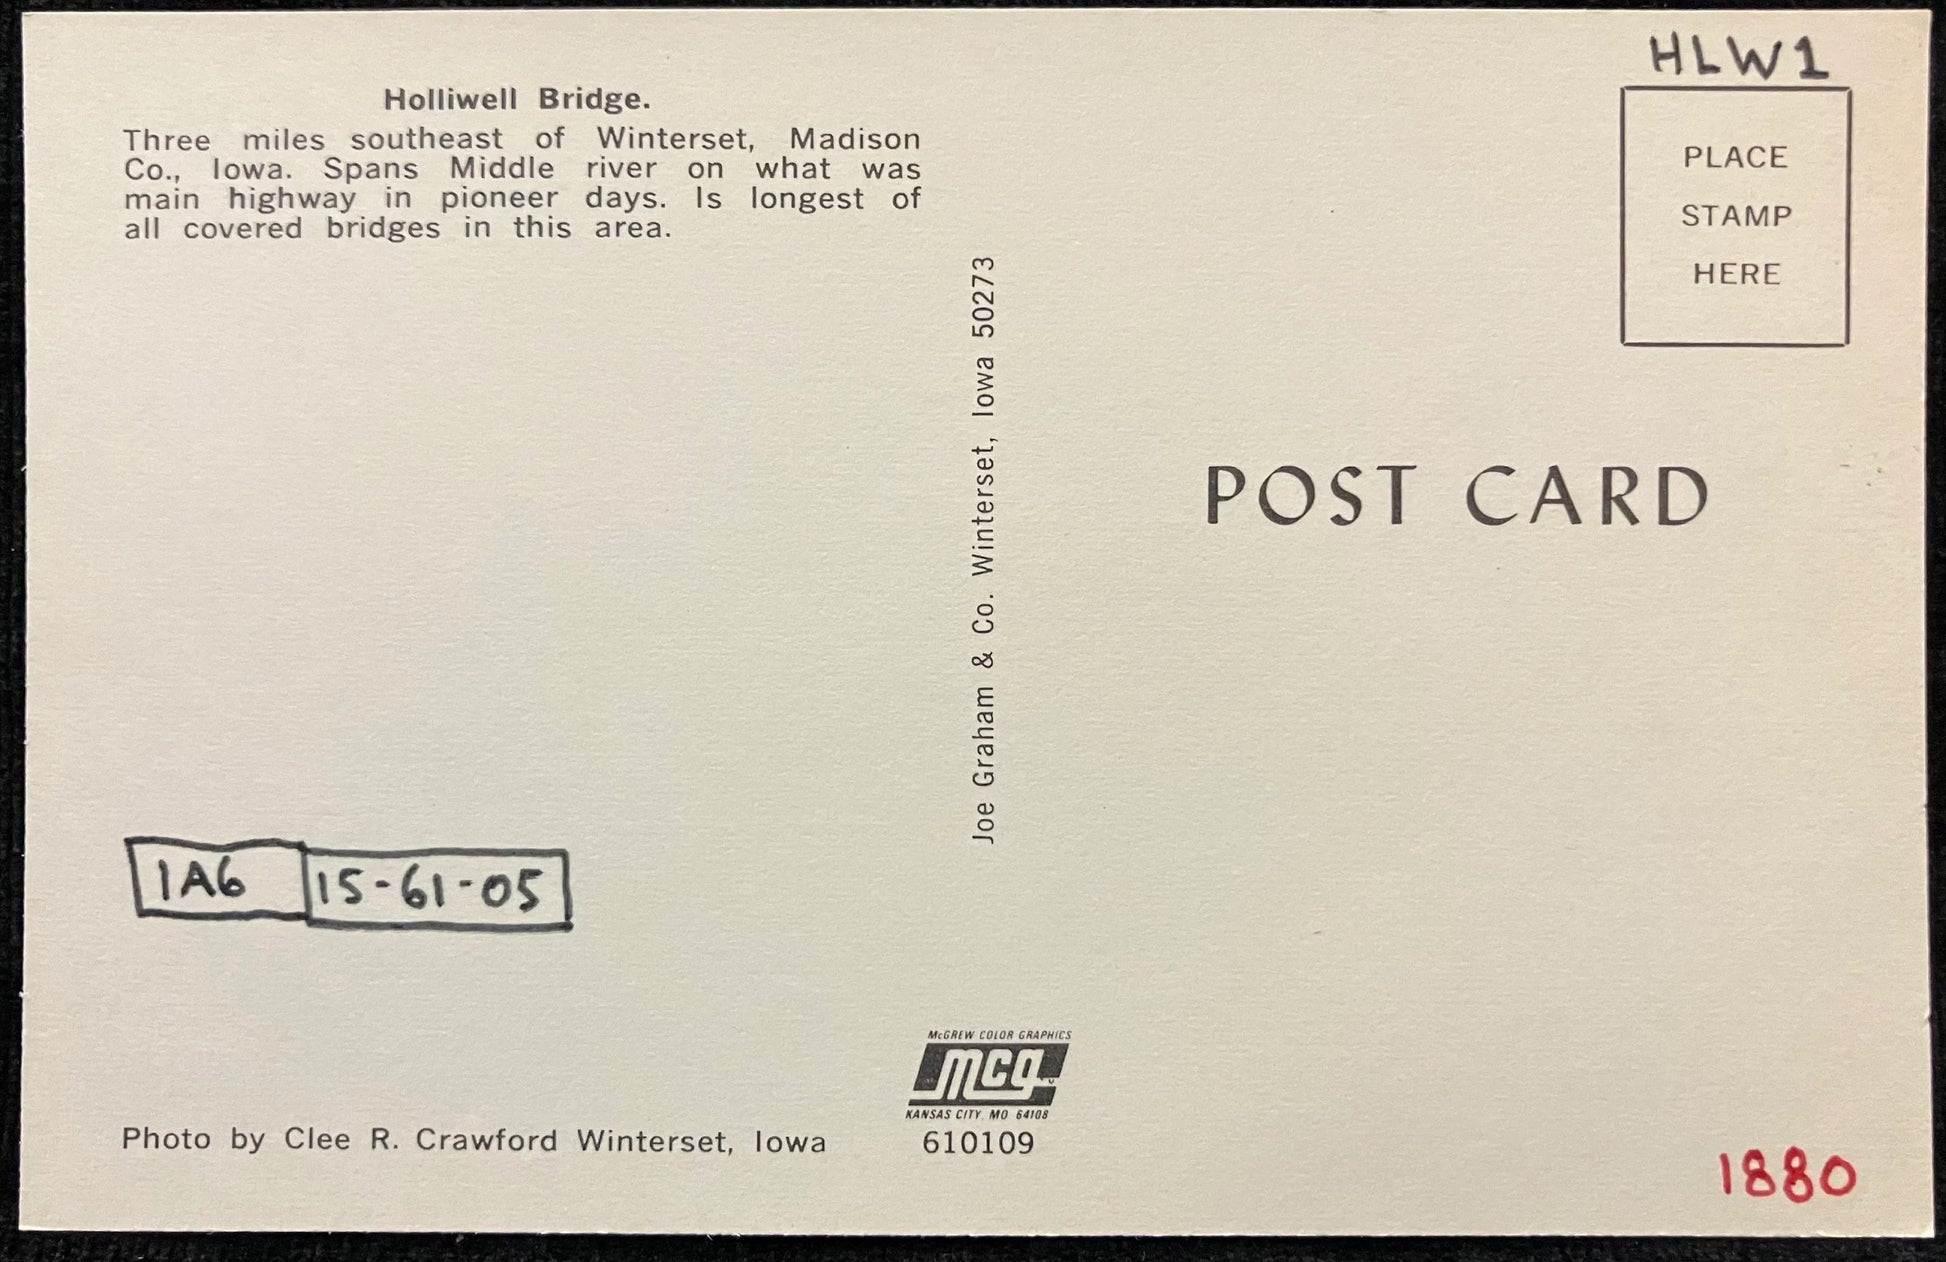 HLW1
Holliwell Bridge.
Three miles southeast of Winterset, Madison
Co., Iowa. Spans Middle river on what was
main highway in pioneer days. Is longest of
all covered bridges in this area.
PLACE
STAMP
HERE
Joe Graham & Co. Winterset, Iowa 50273
POST CARD
IA6 15-61-05
McGREW COLOR GRAPHICS
mcg
KANSAS CITY, MO 64108
610109
Photo by Clee R. Crawford Winterset, Iowa
1880